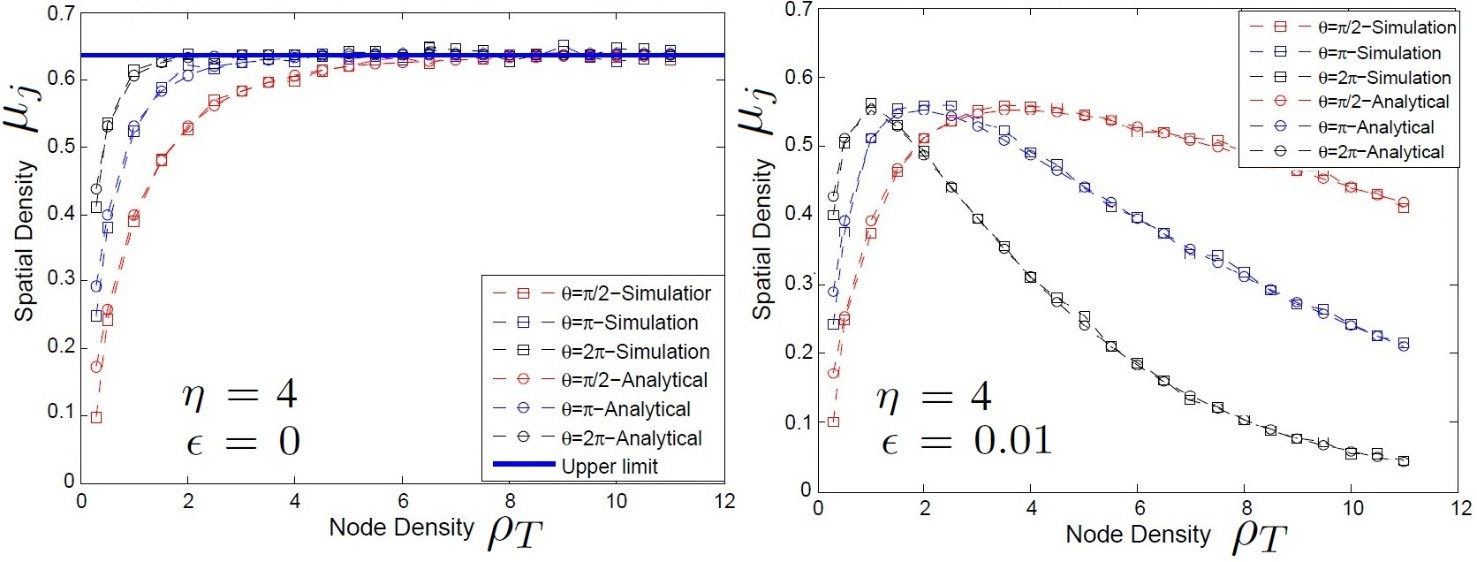 0.7
0.6
0.5
0.4
0.3
0.2
0.1
0
0 2 4 6 8 10 12
Spatial Density μj
Node Density ρT
η = 4
ϵ = 0
θ=π/2−Simulatior
θ=π−Simulation
θ=2π−Simulation
θ=π/2−Analytical
θ=π−Analytical
θ=2π−Analytical
Upper limit
0.7
0.6
0.5
0.4
0.3
0.2
0.1
0
0 2 4 6 8 10 12
Spatial Density μj
Node Density ρT
η = 4
ϵ = 0.01
θ=π/2−Simulation
θ=π−Simulation
θ=2π−Simulation
θ=π/2−Analytical
θ=π−Analytical
θ=2π−Analytical